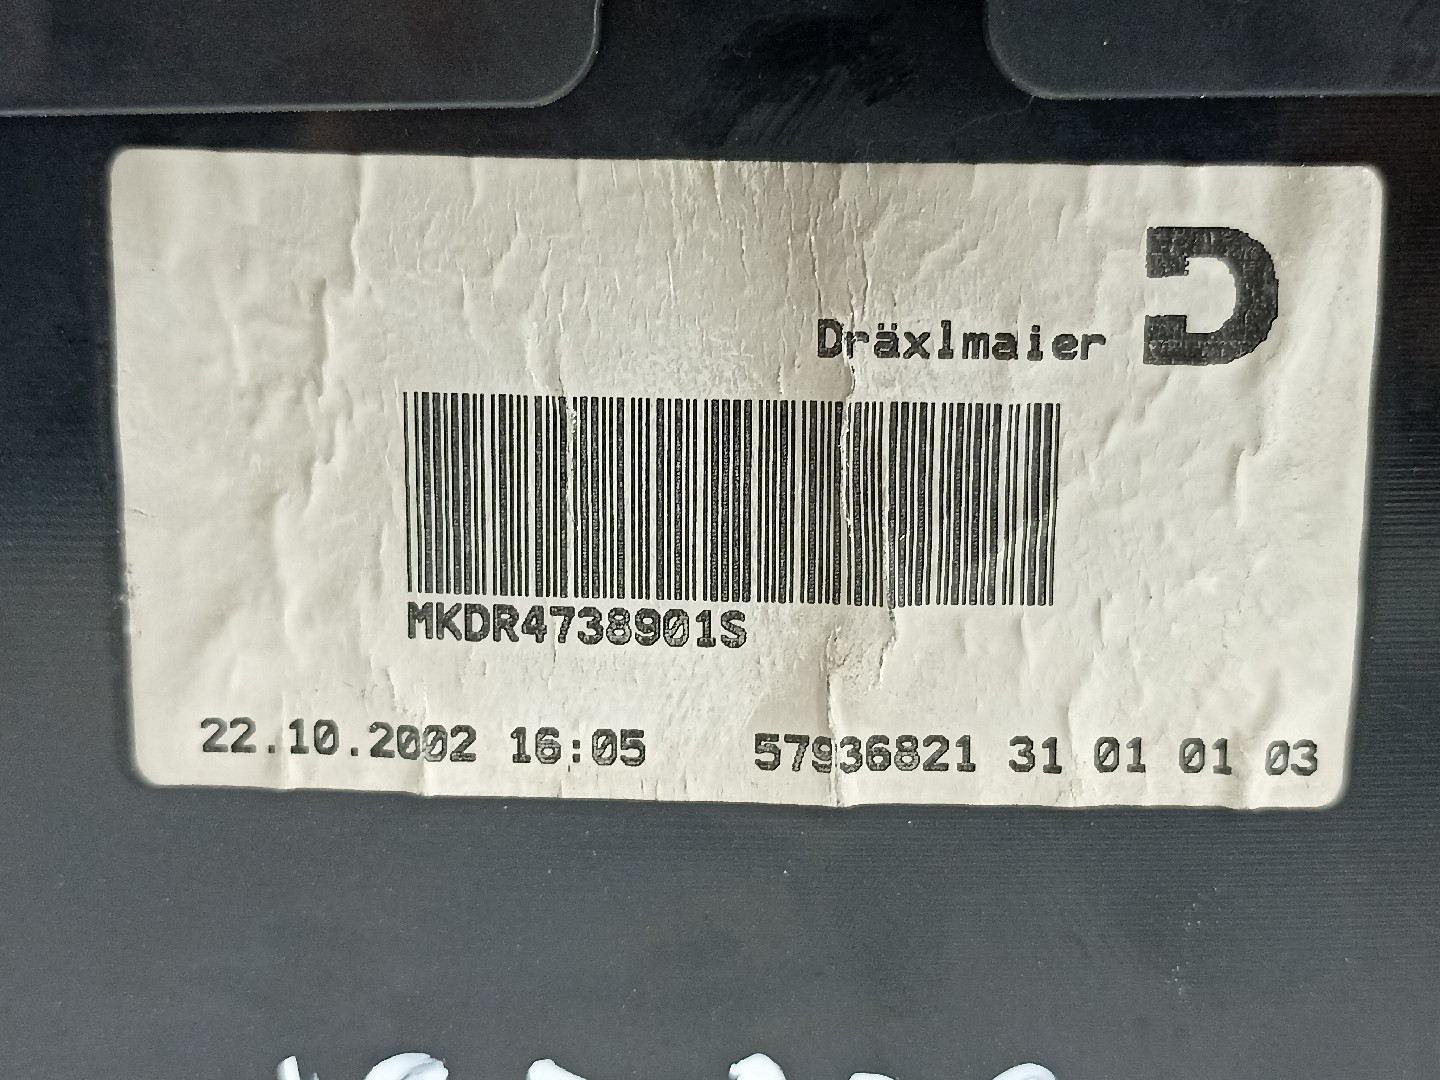 Dräxlmaier
MKDR4738901S
22.10.2002 16:05 57936821 31 01 01 03